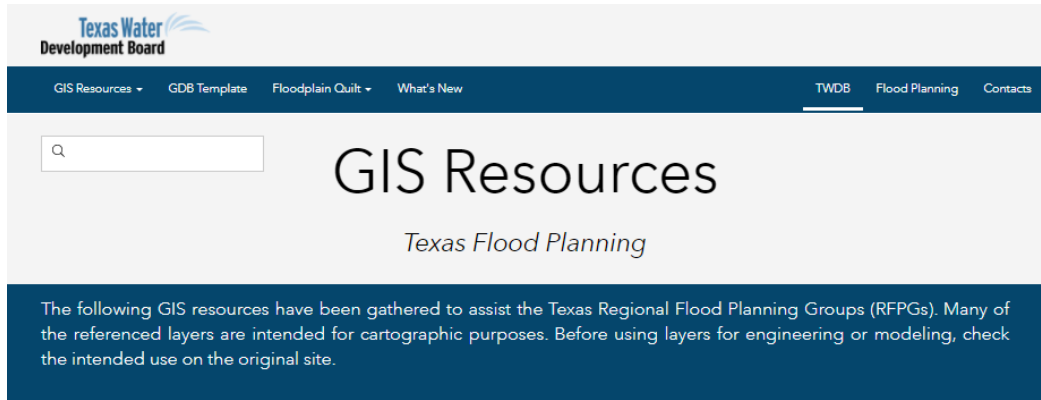 Texas Water
Development Board
GIS Resources GDB Template Floodplain Quilt What's New TWDB Flood Planning Contacts
GIS Resources
Texas Flood Planning
The following GIS resources have been gathered to assist the Texas Regional Flood Planning Groups (RFPGs). Many of
the referenced layers are intended for cartographic purposes. Before using layers for engineering or modeling, check
the intended use on the original site.